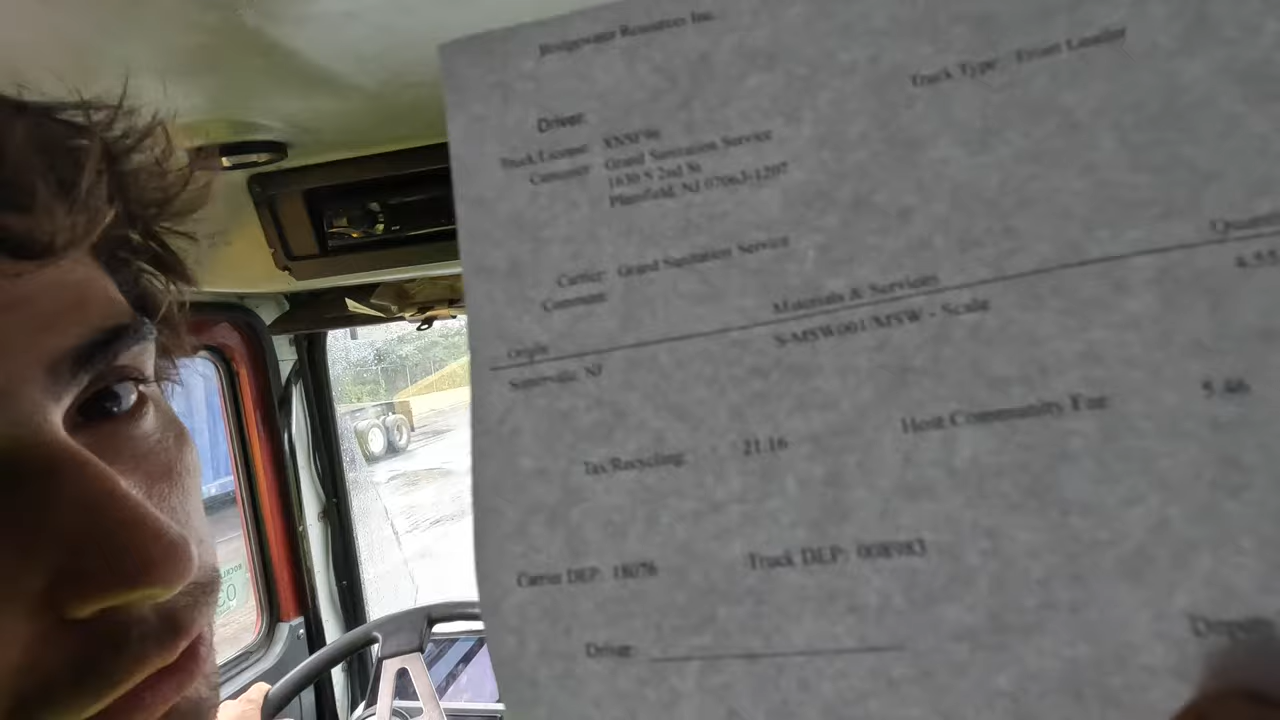 Bridgewater Resources Inc.
Truck Type: Front Loader
Driver:
Truck License:
Customer: Grand Sanitation Service
1630 S 2nd St
Plainfield, NJ 07063-1207
Carrier: Grand Sanitation Service
Comment:
Origin Materials & Services
Somerville, NJ S-MSW001/MSW - Scale
Tax Recycling: 21.16 Host Community Fee: 5.46
Carrier DEP: 18076 Truck DEP: 008983
Driver: